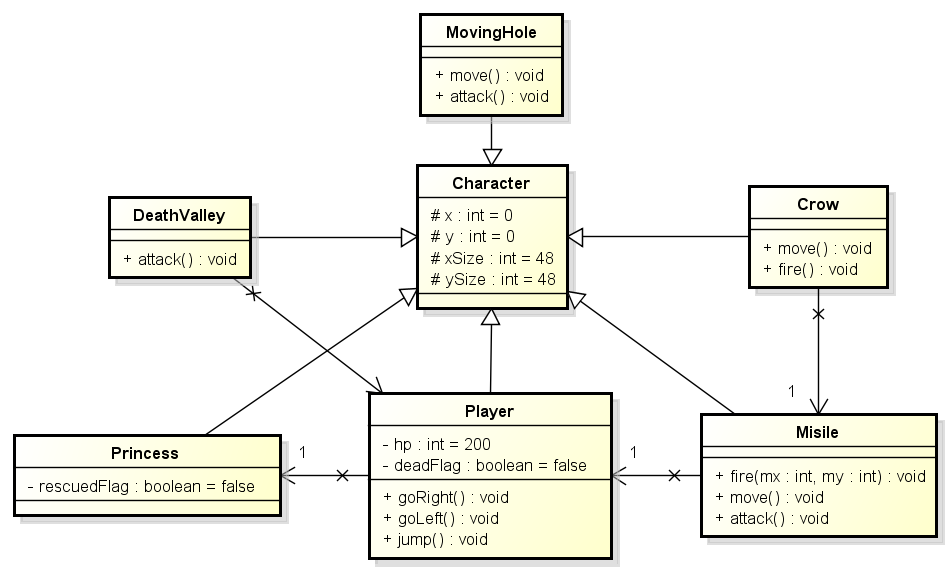 MovingHole
+ move() : void
+ attack() : void
Character
# x : int = 0
# y : int = 0
# xSize : int = 48
# ySize : int = 48
DeathValley
+ attack() : void
Crow
+ move() : void
+ fire() : void
1
Player
- hp : int = 200
- deadFlag : boolean = false
+ goRight() : void
+ goLeft() : void
+ jump() : void
Princess
- rescuedFlag : boolean = false
1
1
Misile
+ fire(mx : int, my : int) : void
+ move() : void
+ attack() : void